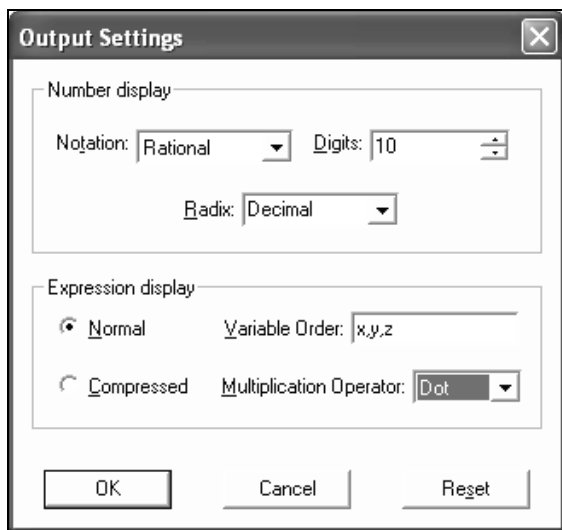 Output Settings
Number display
Notation: Rational Digits: 10
Radix: Decimal
Expression display
Normal Variable Order: x,y,z
Compressed Multiplication Operator: Dot
OK Cancel Reset